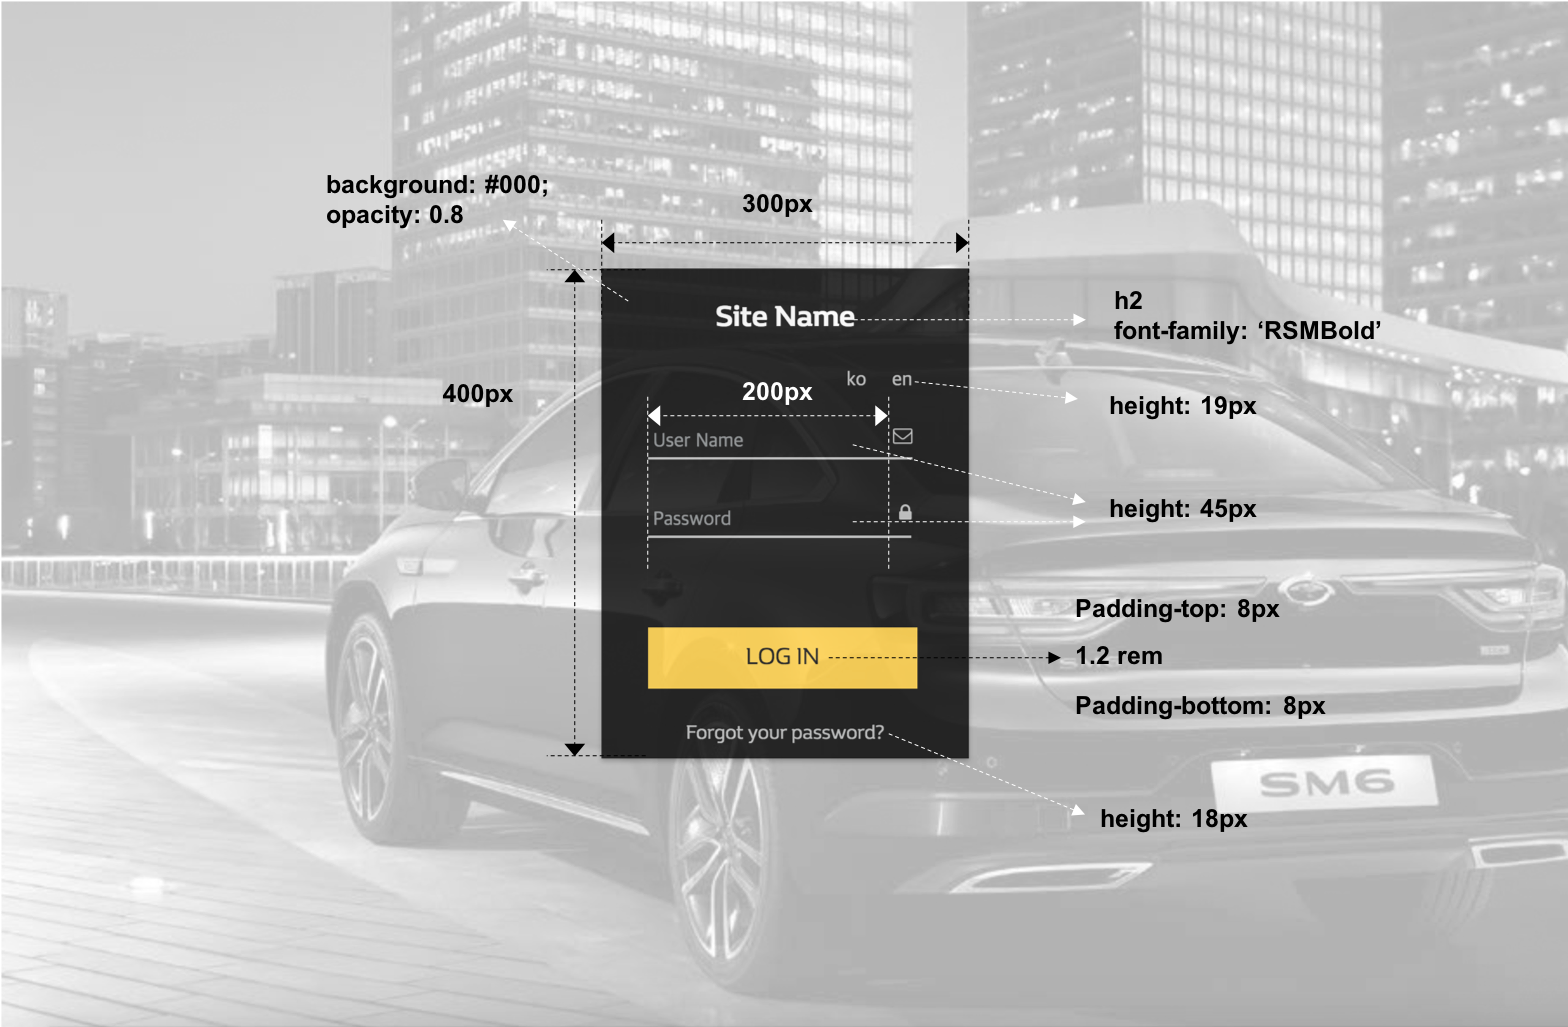 background: #000;
opacity: 0.8
300px
Site Name
h2
font-family: ‘RSMBold’
400px
200px
ko en
height: 19px
User Name
height: 45px
Password
Padding-top: 8px
LOG IN
1.2 rem
Padding-bottom: 8px
Forgot your password?
SM6
height: 18px